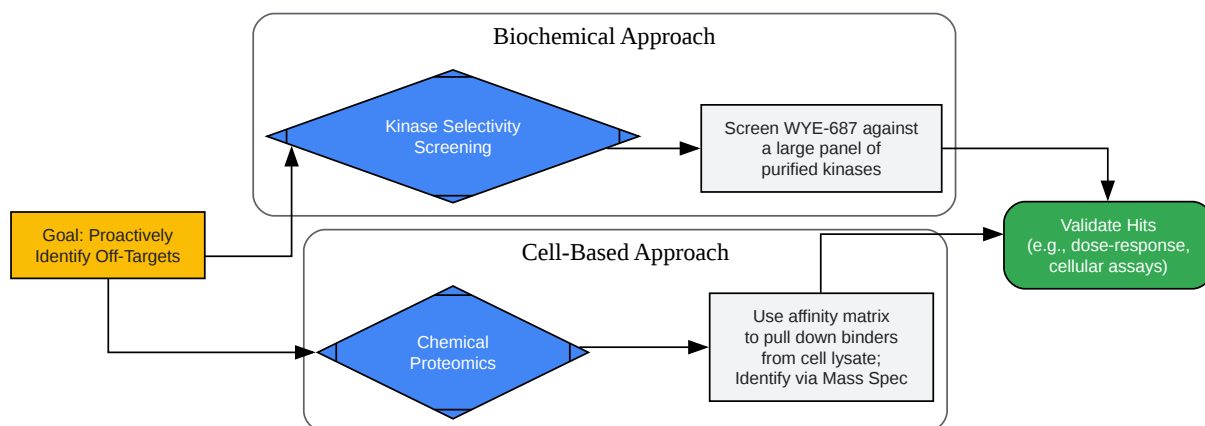 Biochemical Approach
Kinase Selectivity
Screening
Screen WYE-687 against
a large panel of
purified kinases
Goal: Proactively
Identify Off-Targets
Validate Hits
(e.g., dose-response,
cellular assays)
Cell-Based Approach
Chemical
Proteomics
Use affinity matrix
to pull down binders
from cell lysate;
Identify via Mass Spec